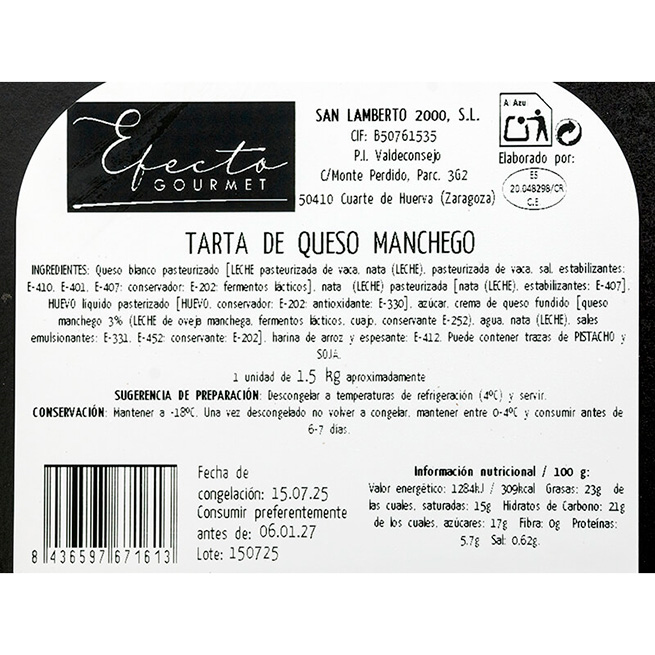 Efecto
GOURMET
SAN LAMBERTO 2000, S.L.
CIF: B50761535
P.I. Valdeconsejo
C/Monte Perdido, Parc. 3G2
50410 Cuarte de Huerva (Zaragoza)
A. Azu
Elaborado por:
ES
20.048298/CR
C.E
TARTA DE QUESO MANCHEGO
INGREDIENTES: Queso blanco pasteurizado [LECHE pasteurizada de vaca, nata (LECHE), pasteurizada de vaca, sal, estabilizantes:
E-410, E-401, E-407: conservador: E-202: fermentos lácticos], nata (LECHE) pasteurizada [nata (LECHE), estabilizantes: E-407],
HUEVO líquido pasterizado [HUEVO, conservador: E-202: antioxidante: E-330], azúcar, crema de queso fundido [queso
manchego 3% (LECHE de oveja manchega, fermentos lácticos, cuajo, conservante E-252), agua, nata (LECHE), sales
emulsionantes: E-331, E-452: conservante: E-202], harina de arroz y espesante: E-412. Puede contener trazas de PISTACHO y
SOJA.
1 unidad de 1.5 kg aproximadamente
SUGERENCIA DE PREPARACIÓN: Descongelar a temperaturas de refrigeración (4ºC) y servir.
CONSERVACIÓN: Mantener a -18ºC. Una vez descongelado no volver a congelar, mantener entre 0-4ºC y consumir antes de
6-7 días.
Fecha de
congelación: 15.07.25
Consumir preferentemente
antes de: 06.01.27
Lote: 150725
8 436597 671613
Información nutricional / 100 g:
Valor energético: 1284kJ / 309kcal Grasas: 23g
de las cuales, saturadas: 15g Hidratos de Carbono: 21g
de los cuales, azúcares: 17g Fibra: 0g Proteínas:
5.7g Sal: 0.62g.